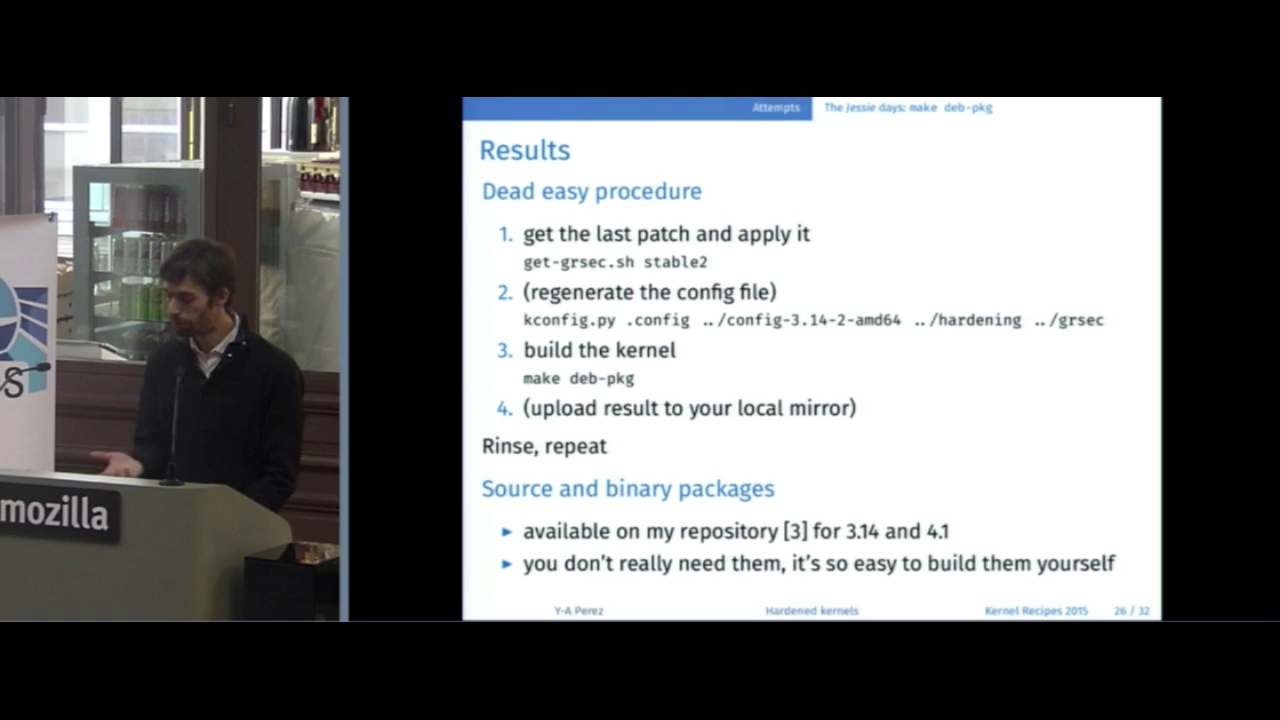 Attempts
The Jessie days: make deb-pkg
Results
Dead easy procedure
1. get the last patch and apply it
get-grsec.sh stable2
2. (regenerate the config file)
kconfig.py .config ../config-3.14-2-amd64 ../hardening ../grsec
3. build the kernel
make deb-pkg
4. (upload result to your local mirror)
Rinse, repeat
Source and binary packages
► available on my repository [3] for 3.14 and 4.1
► you don't really need them, it's so easy to build them yourself
Y-A Perez
Hardened kernels
Kernel Recipes 2015
26 / 32
S
mozilla